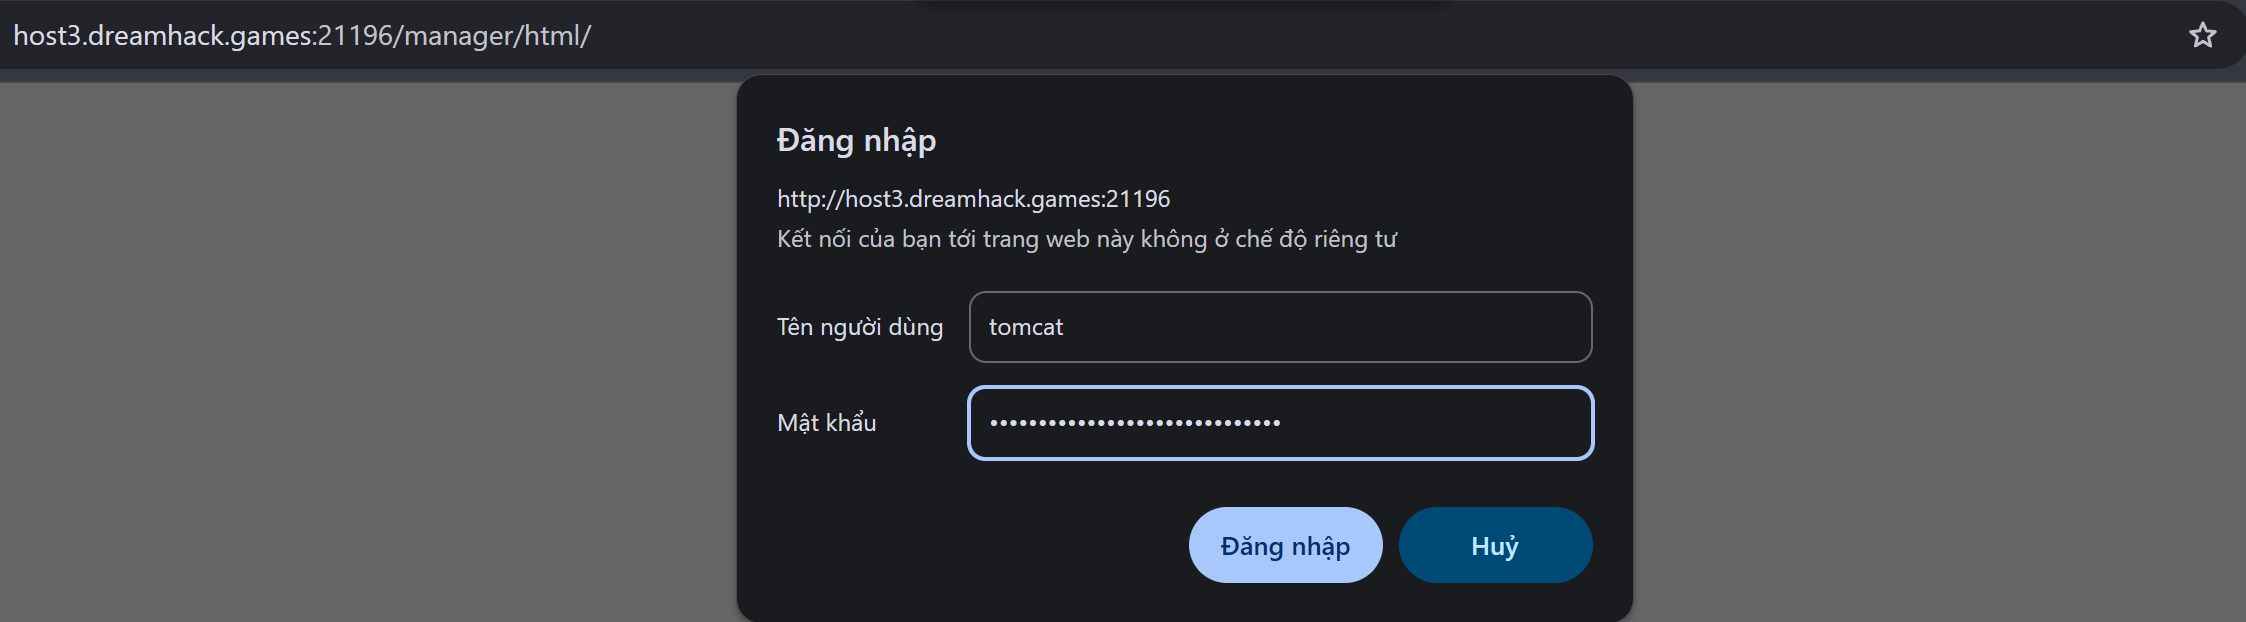 host3.dreamhack.games:21196/manager/html/
Đăng nhập
http://host3.dreamhack.games:21196
Kết nối của bạn tới trang web này không ở chế độ riêng tư
Tên người dùng
tomcat
Mật khẩu
••••••••••••••••••••••••••••••
Đăng nhập
Huỷ